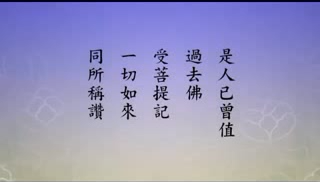 是人已曾值
過去佛
受菩提記
一切如來
同所稱讚